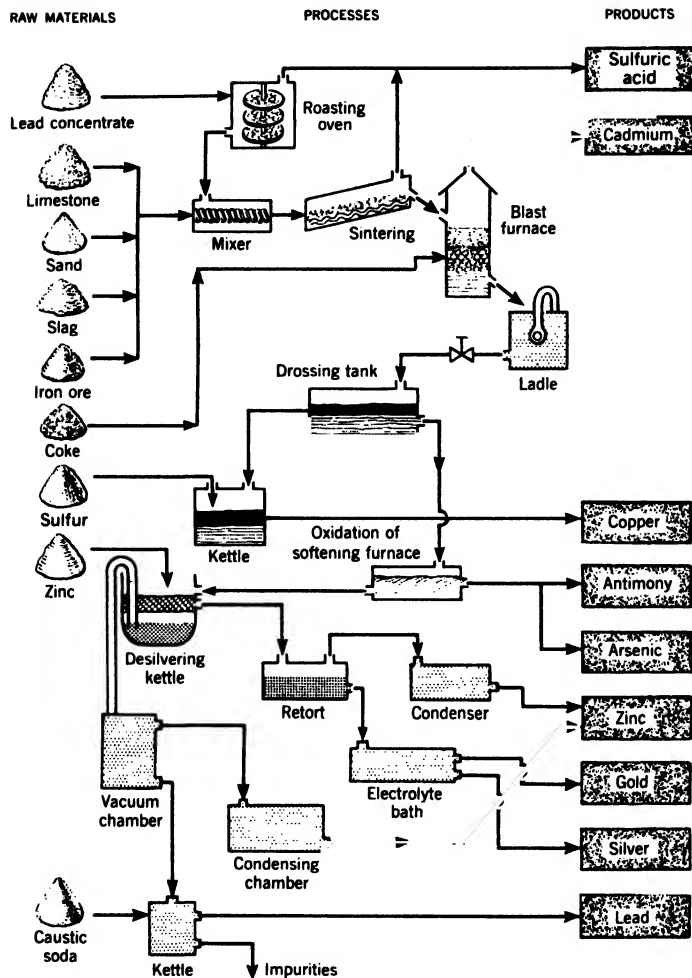 RAW MATERIALS
PROCESSES
PRODUCTS
Sulfuric
acid
Roasting
oven
Lead concentrate
Cadmium
Limestone
Blast
furnace
Mixer
Sintering
Sand
Slag
Drossing tank
Ladle
Iron ore
Coke
Sulfur
Kettle
Oxidation of
softening furnace
Copper
Zinc
Antimony
Desilvering
kettle
Arsenic
Retort
Condenser
Zinc
Vacuum
chamber
Electrolyte
bath
Gold
Condensing
chamber
Silver
Caustic
soda
Lead
Kettle
Impurities